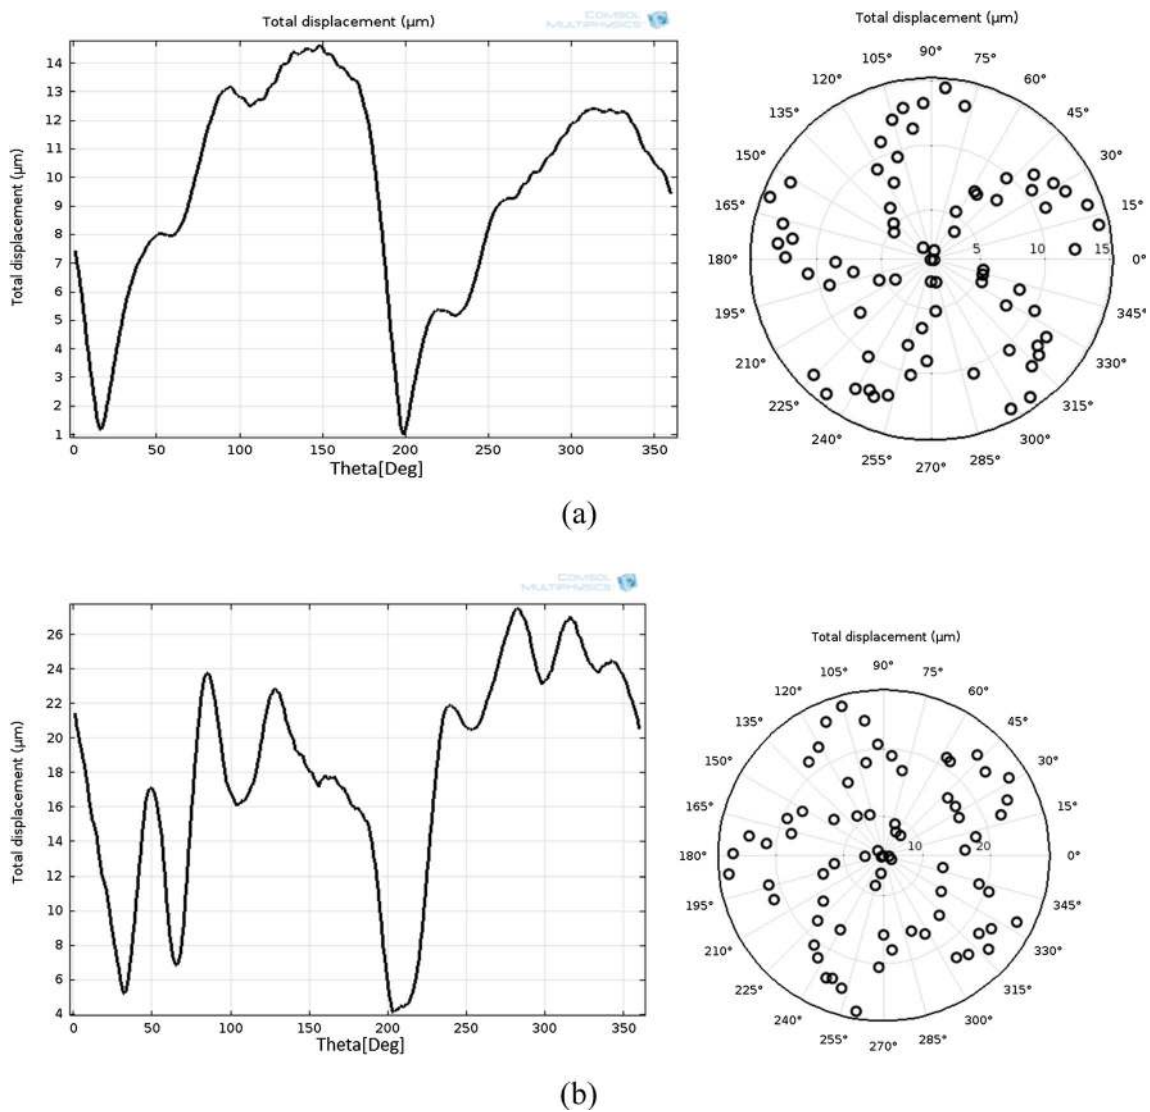 Total displacement (µm)
COMSOL
MULTIPHYSICS
Total displacement (µm)
14
13
12
11
10
9
8
7
6
5
4
3
2
1
Total displacement (µm)
0 50 100 150 200 250 300 350
Theta[Deg]
Total displacement (µm)
90°
105° 75°
120° 60°
135° 45°
150° 30°
165° 15°
180° 5 10 15 0°
195° 345°
210° 330°
225° 315°
240° 300°
255° 285°
270°
(a)
COMSOL
MULTIPHYSICS
26
24
22
20
18
16
14
12
10
8
6
4
Total displacement (µm)
0 50 100 150 200 250 300 350
Theta[Deg]
Total displacement (µm)
90°
105° 75°
120° 60°
135° 45°
150° 30°
165° 15°
180° 10 20 0°
195° 345°
210° 330°
225° 315°
240° 300°
255° 285°
270°
(b)